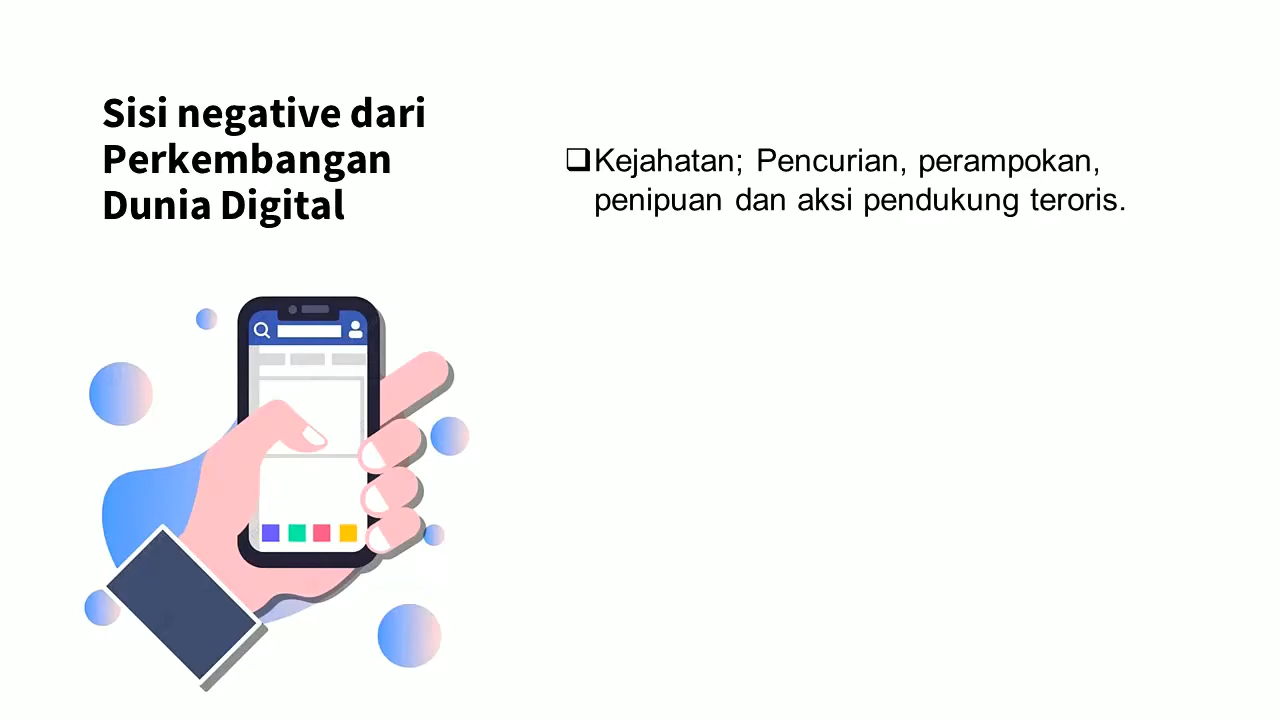 Sisi negative dari
Perkembangan
Dunia Digital
❑Kejahatan; Pencurian, perampokan,
penipuan dan aksi pendukung teroris.